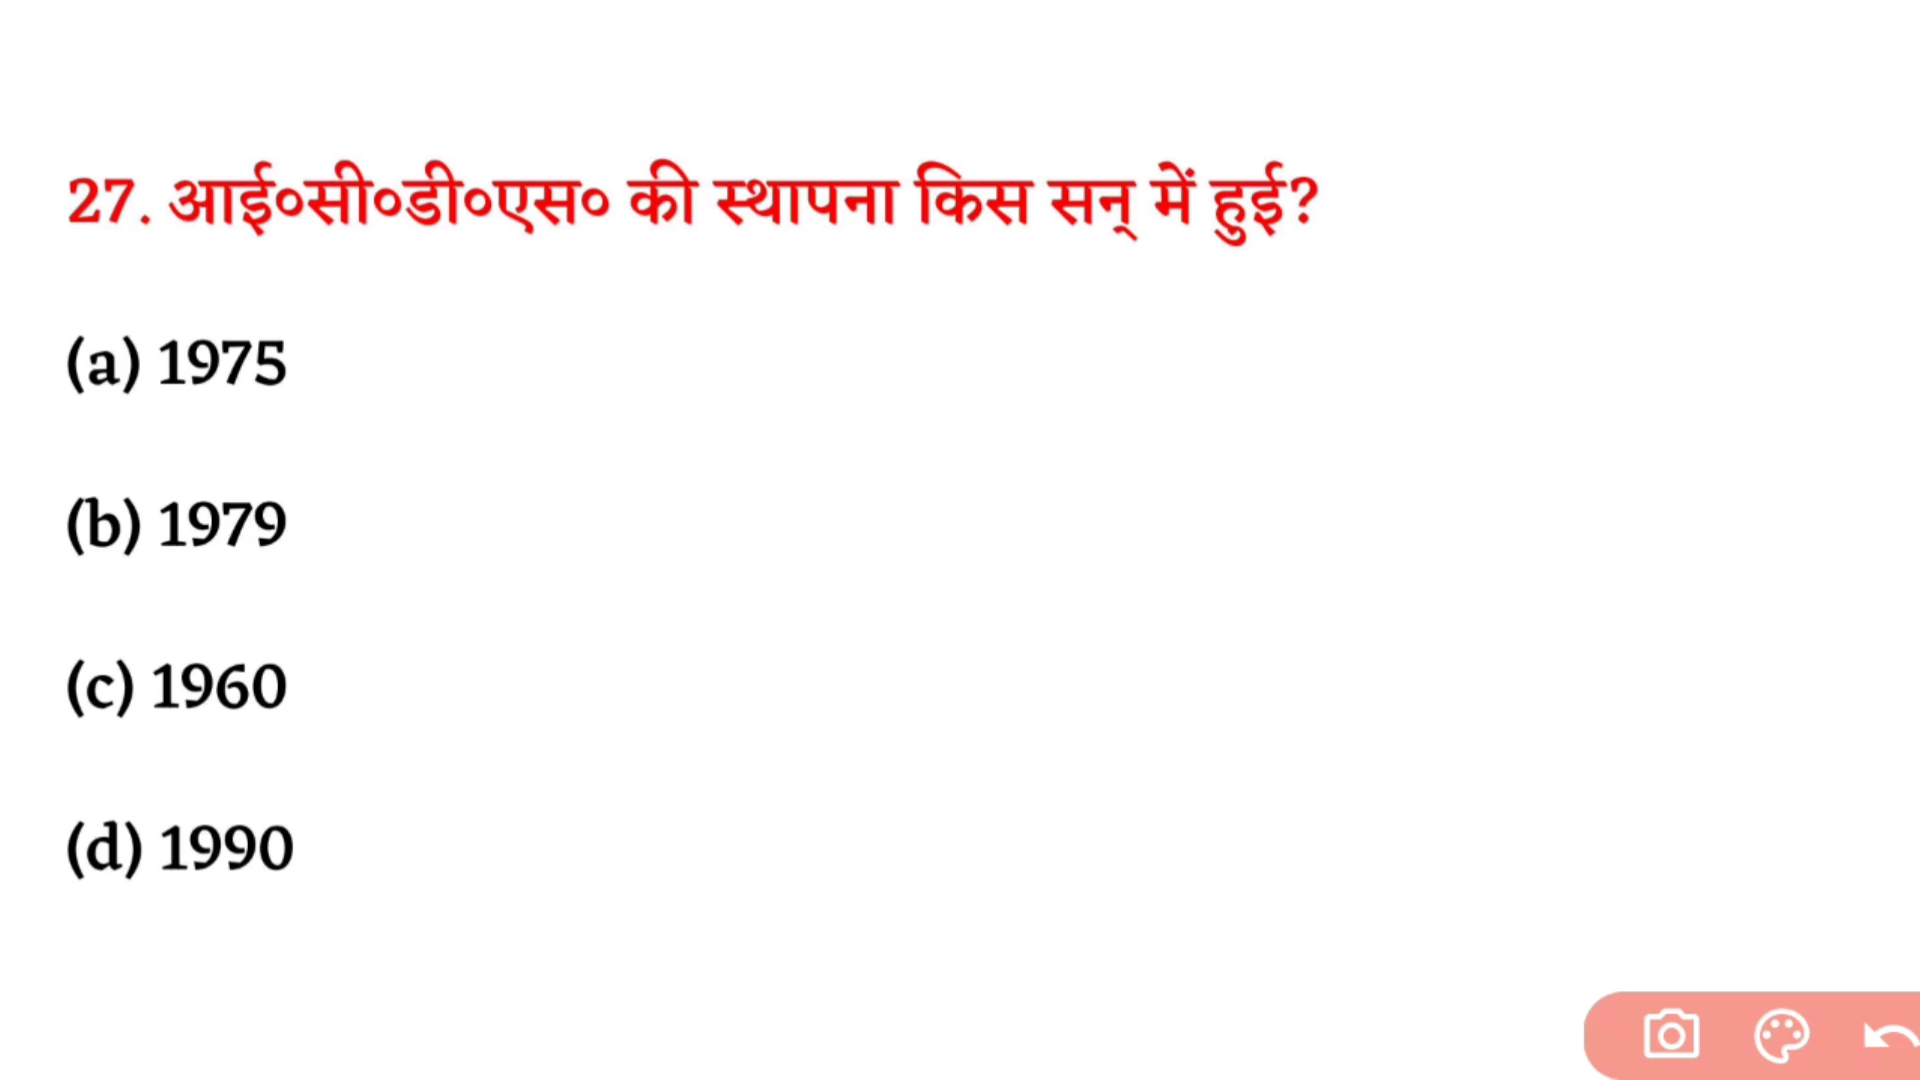 27. आई०सी०डी०एस० की स्थापना किस सन् में हुई?
(a) 1975
(b) 1979
(c) 1960
(d) 1990